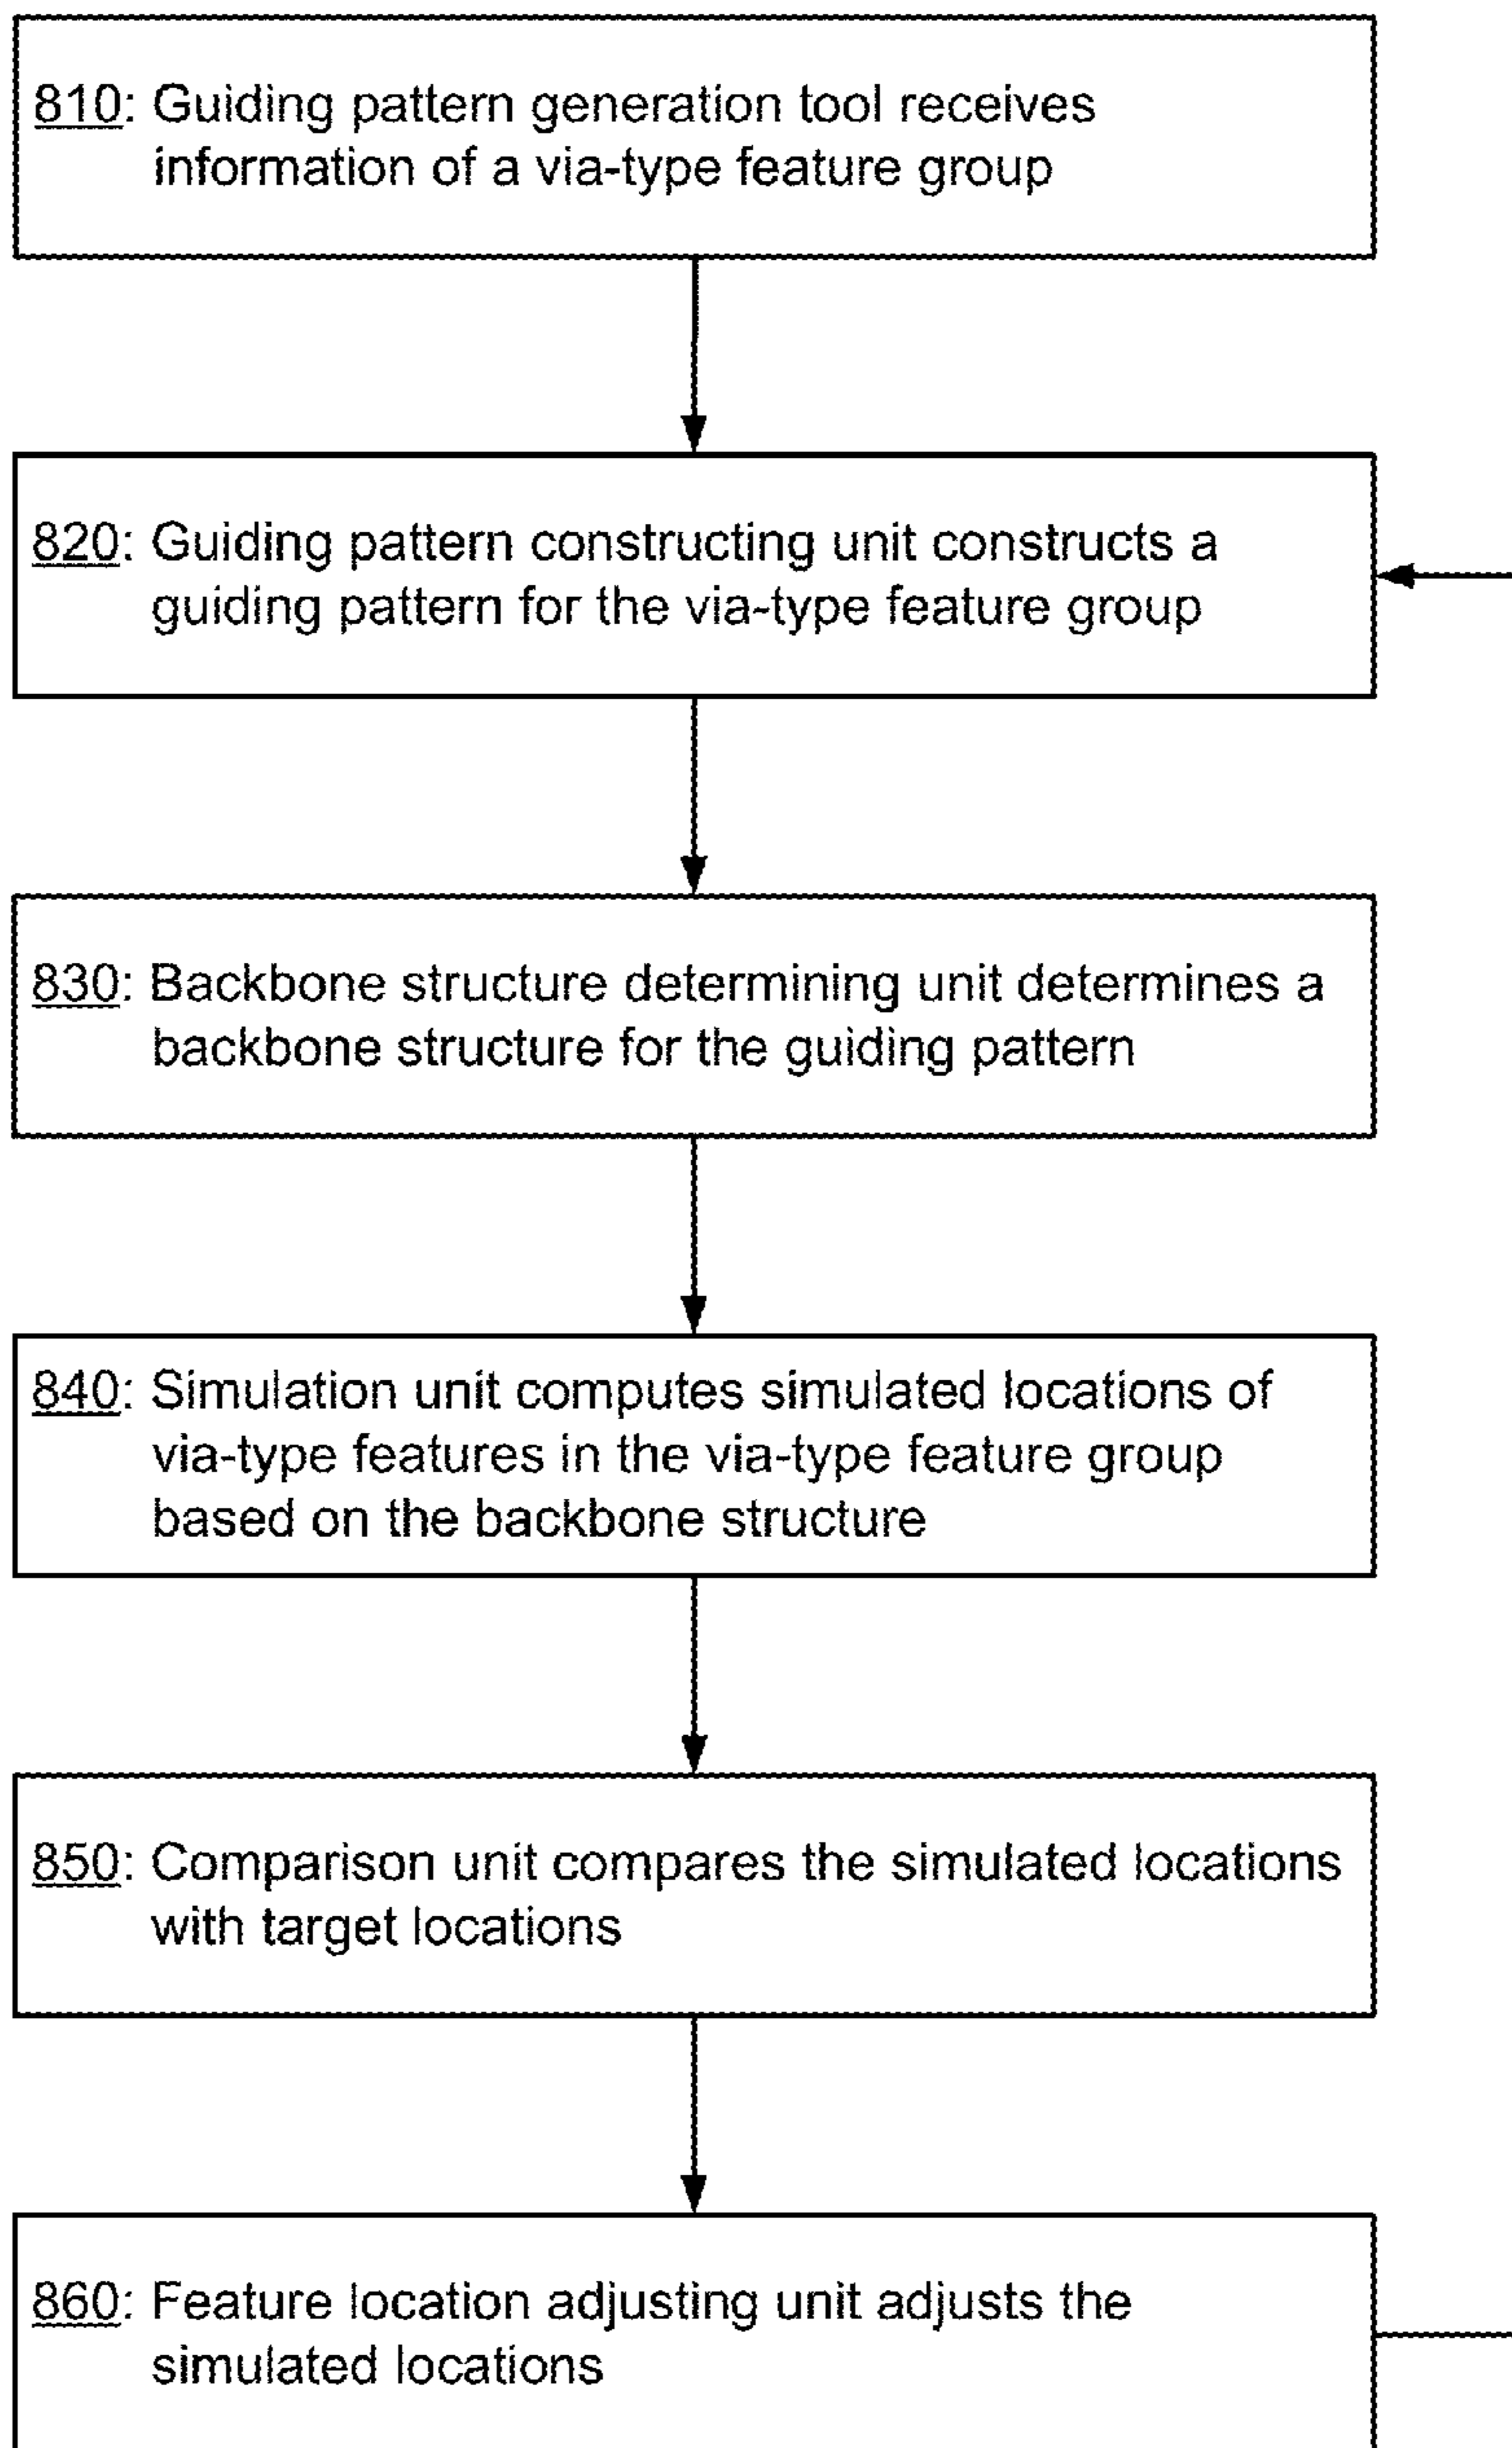 810: Guiding pattern generation tool receives
information of a via-type feature group
820: Guiding pattern constructing unit constructs a
guiding pattern for the via-type feature group
830: Backbone structure determining unit determines a
backbone structure for the guiding pattern
840: Simulation unit computes simulated locations of
via-type features in the via-type feature group
based on the backbone structure
850: Comparison unit compares the simulated locations
with target locations
860: Feature location adjusting unit adjusts the
simulated locations